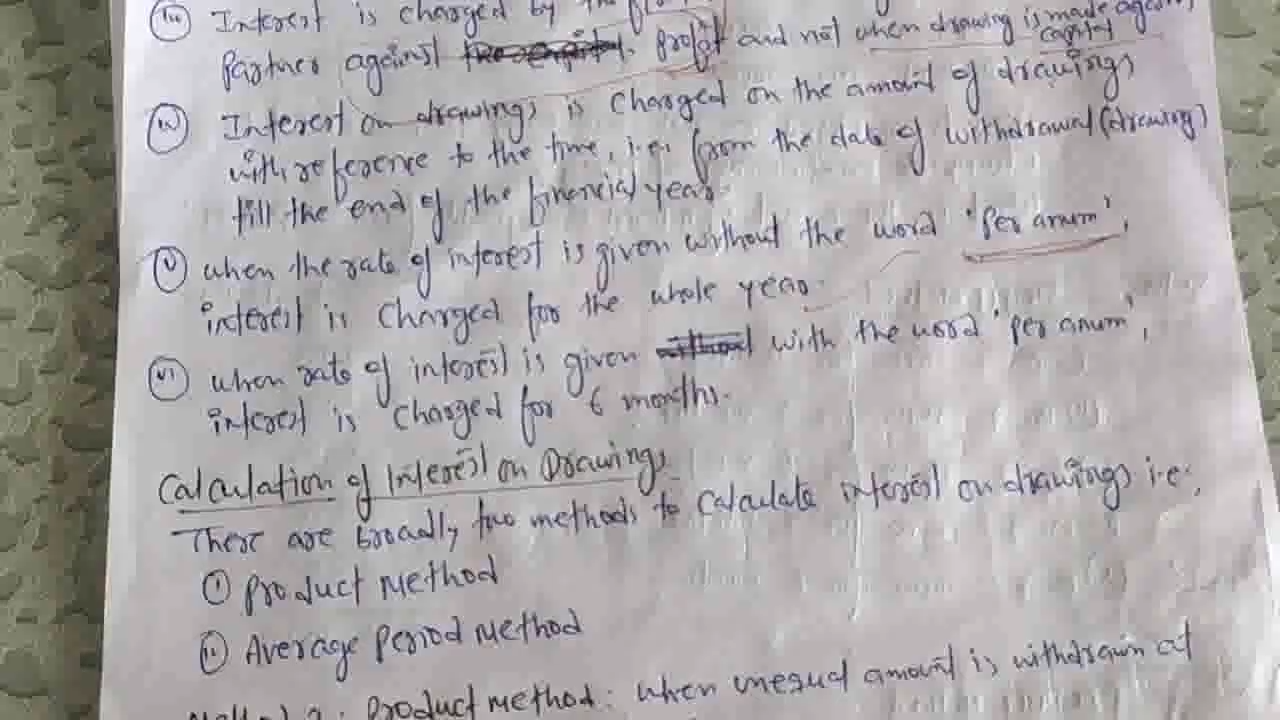 (iii) Interest is charged by the
Partner against profit and not when drawing is made against
capital
(iv) Interest on drawings is charged on the amount of drawings
with reference to the time, i.e. from the date of withdrawal (drawing)
till the end of the financial year.
(v) when the rate of interest is given without the word 'Per anum',
interest is charged for the whole year.
(vi) when rate of interest is given with the word 'per anum',
interest is charged for 6 months.
Calculation of Interest on Drawings
There are broadly two methods to calculate interest on drawings i.e.
(i) Product Method
(ii) Average Period Method
Product method: when unequal amount is withdrawn at